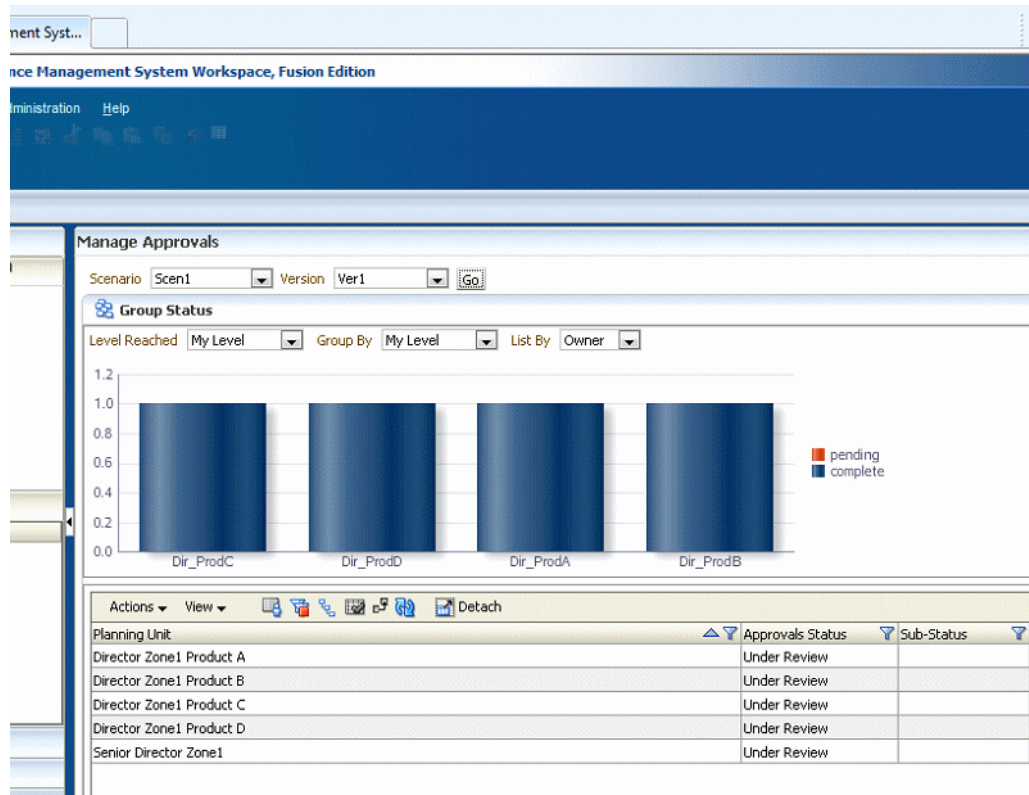 ment Syst...
nce Management System Workspace, Fusion Edition
dministration Help
Manage Approvals
Scenario Scen1 Version Ver1 Go
Group Status
Level Reached My Level Group By My Level List By Owner
1.2
1.0
0.8
0.6
0.4
0.2
0.0
pending
complete
Dir_ProdC Dir_ProdD Dir_ProdA Dir_ProdB
Actions View Detach
Planning Unit Approvals Status Sub-Status
Director Zone1 Product A Under Review
Director Zone1 Product B Under Review
Director Zone1 Product C Under Review
Director Zone1 Product D Under Review
Senior Director Zone1 Under Review